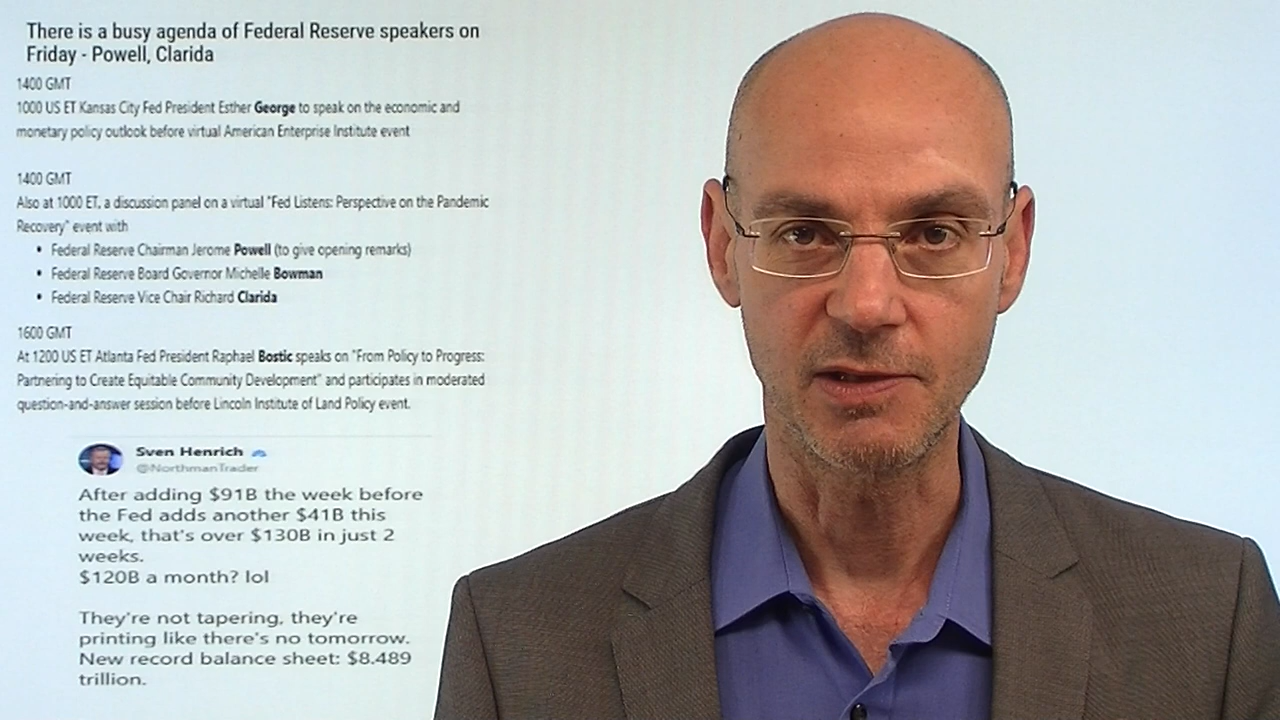 There is a busy agenda of Federal Reserve speakers on
Friday - Powell, Clarida
1400 GMT
1000 US ET Kansas City Fed President Esther George to speak on the economic and
monetary policy outlook before virtual American Enterprise Institute event
1400 GMT
Also at 1000 ET, a discussion panel on a virtual "Fed Listens: Perspective on the Pandemic
Recovery" event with
• Federal Reserve Chairman Jerome Powell (to give opening remarks)
• Federal Reserve Board Governor Michelle Bowman
• Federal Reserve Vice Chair Richard Clarida
1600 GMT
At 1200 US ET Atlanta Fed President Raphael Bostic speaks on "From Policy to Progress:
Partnering to Create Equitable Community Development" and participates in moderated
question-and-answer session before Lincoln Institute of Land Policy event.
Sven Henrich
@NorthmanTrader
After adding $91B the week before
the Fed adds another $41B this
week, that's over $130B in just 2
weeks.
$120B a month? lol
They're not tapering, they're
printing like there's no tomorrow.
New record balance sheet: $8.489
trillion.